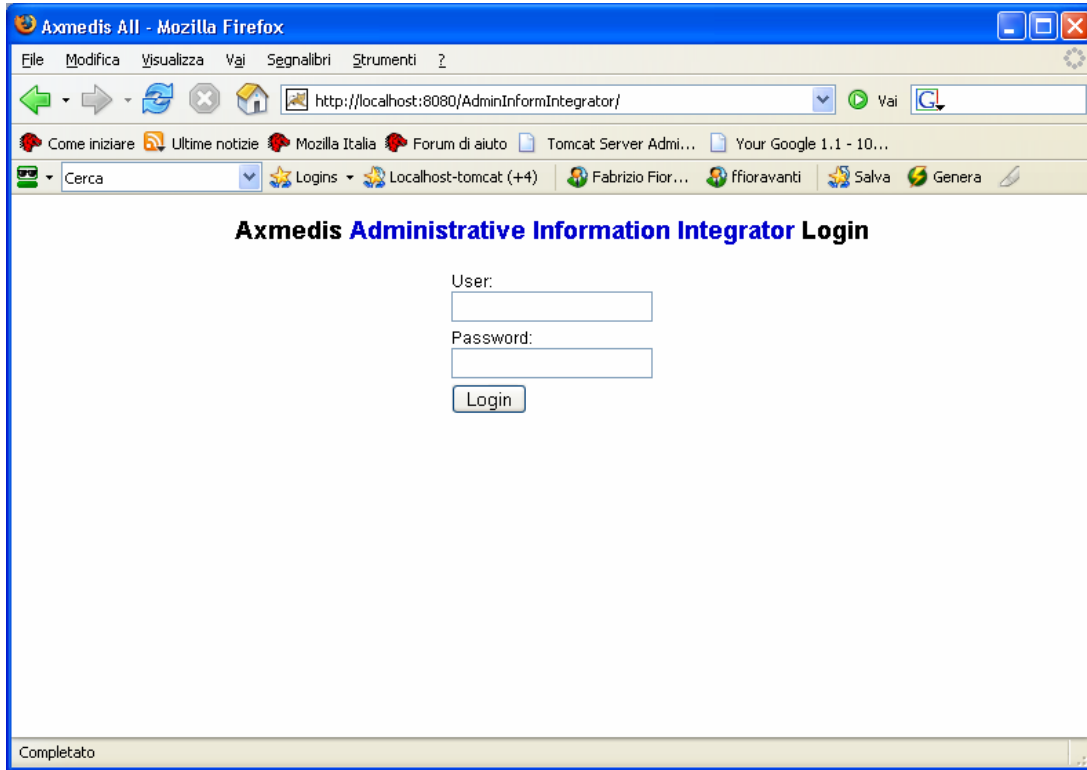 Axmedis AII - Mozilla Firefox
File Modifica Visualizza Vai Segnalibri Strumenti ?
http://localhost:8080/AdminInformIntegrator/ Vai G
Come iniziare Ultime notizie Mozilla Italia Forum di aiuto Tomcat Server Admi... Your Google 1.1 - 10...
Cerca Logins Localhost-tomcat (+4) Fabrizio Fior... ffioravanti Salva Genera
Axmedis Administrative Information Integrator Login
User:
Password:
Login
Completato